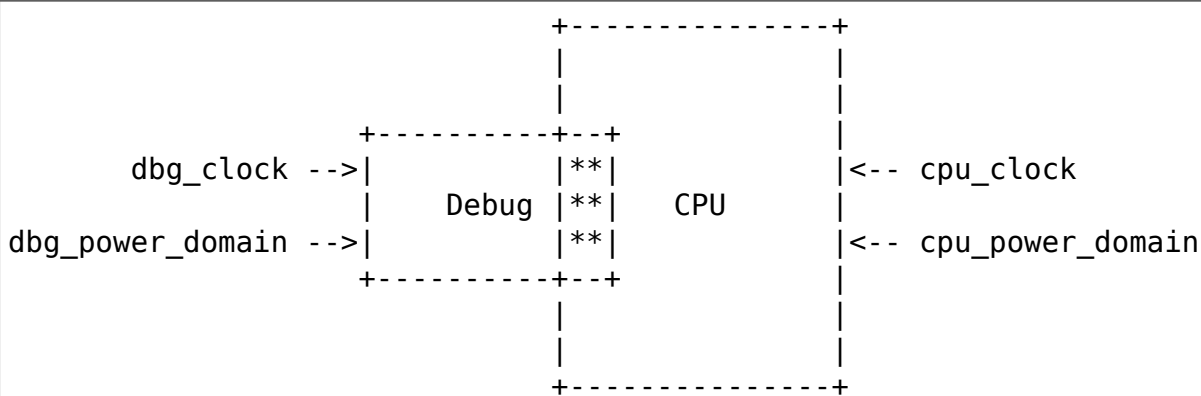 +---------------+
                                |               |
                                |               |
                     +----------+--+            |
        dbg_clock -->|          |**|            |<-- cpu_clock
                     |    Debug |**|   CPU      |
 dbg_power_domain -->|          |**|            |<-- cpu_power_domain
                     +----------+--+            |
                                |               |
                                |               |
                                +---------------+